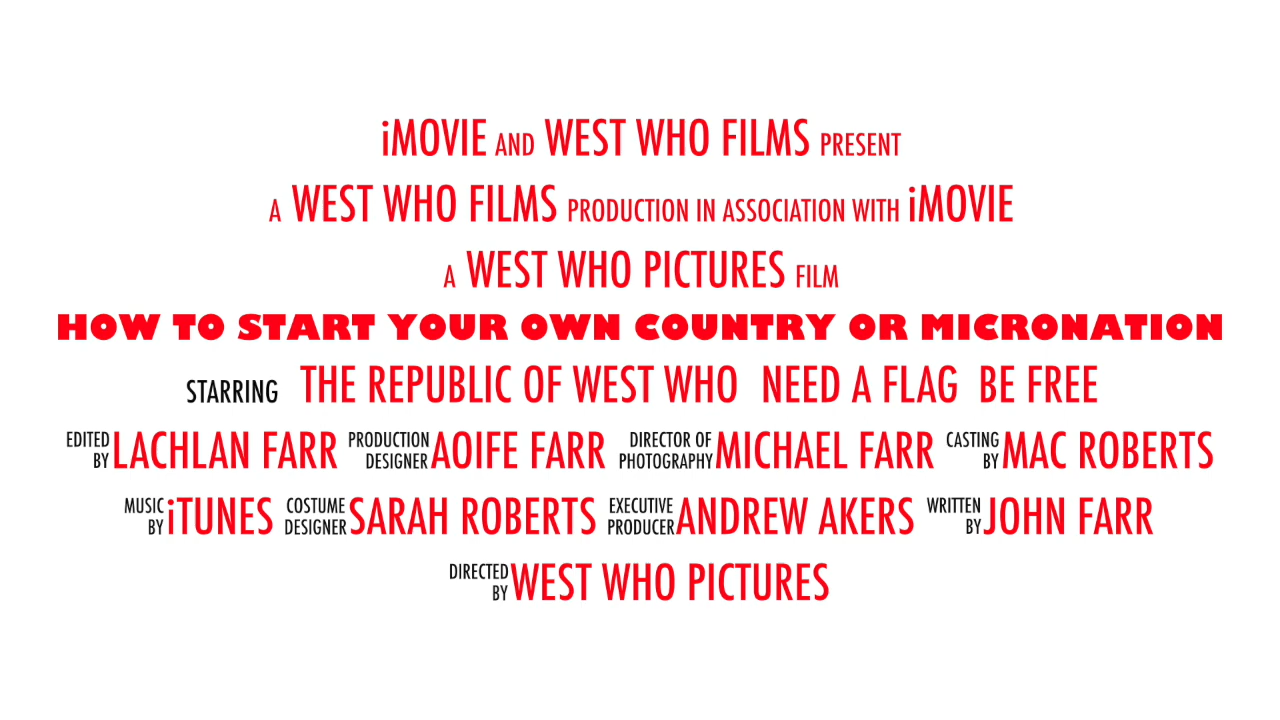 iMOVIE AND WEST WHO FILMS PRESENT
A WEST WHO FILMS PRODUCTION IN ASSOCIATION WITH iMOVIE
A WEST WHO PICTURES FILM
HOW TO START YOUR OWN COUNTRY OR MICRONATION
STARRING THE REPUBLIC OF WEST WHO NEED A FLAG BE FREE
EDITED BY LACHLAN FARR PRODUCTION DESIGNER AOIFE FARR DIRECTOR OF PHOTOGRAPHY MICHAEL FARR CASTING BY MAC ROBERTS
MUSIC BY iTUNES COSTUME DESIGNER SARAH ROBERTS EXECUTIVE PRODUCER ANDREW AKERS WRITTEN BY JOHN FARR
DIRECTED BY WEST WHO PICTURES